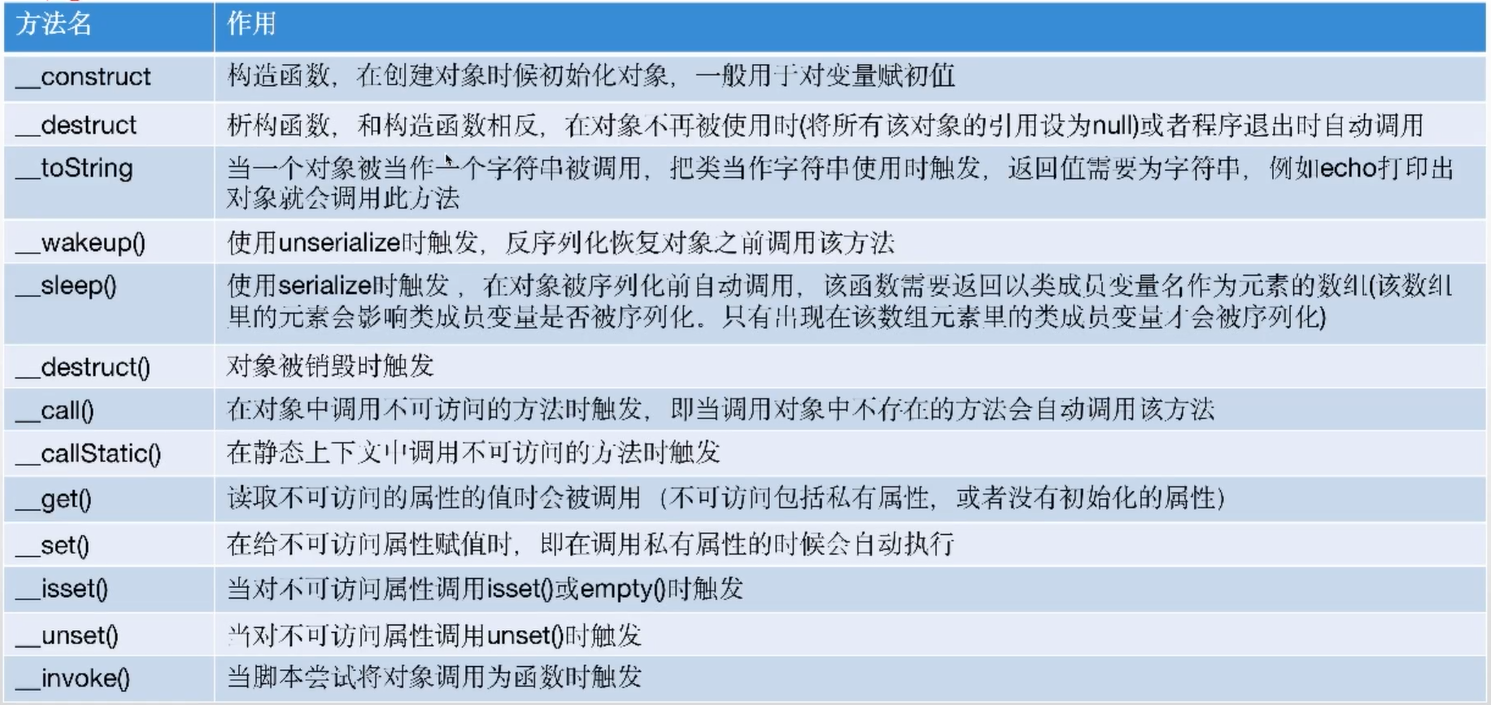 方法名 作用
__construct 构造函数，在创建对象时候初始化对象，一般用于对变量赋初值
__destruct 析构函数，和构造函数相反，在对象不再被使用时(将所有该对象的引用设为null)或者程序退出时自动调用
__toString 当一个对象被当作一个字符串被调用，把类当作字符串使用时触发，返回值需要为字符串，例如echo打印出
对象就会调用此方法
__wakeup() 使用unserialize时触发，反序列化恢复对象之前调用该方法
__sleep() 使用serialize时触发 ，在对象被序列化前自动调用，该函数需要返回以类成员变量名作为元素的数组(该数组
里的元素会影响类成员变量是否被序列化。只有出现在该数组元素里的类成员变量才会被序列化)
__destruct() 对象被销毁时触发
__call() 在对象中调用不可访问的方法时触发，即当调用对象中不存在的方法会自动调用该方法
__callStatic() 在静态上下文中调用不可访问的方法时触发
__get() 读取不可访问的属性的值时会被调用（不可访问包括私有属性，或者没有初始化的属性）
__set() 在给不可访问属性赋值时，即在调用私有属性的时候会自动执行
__isset() 当对不可访问属性调用isset()或empty()时触发
__unset() 当对不可访问属性调用unset()时触发
__invoke() 当脚本尝试将对象调用为函数时触发